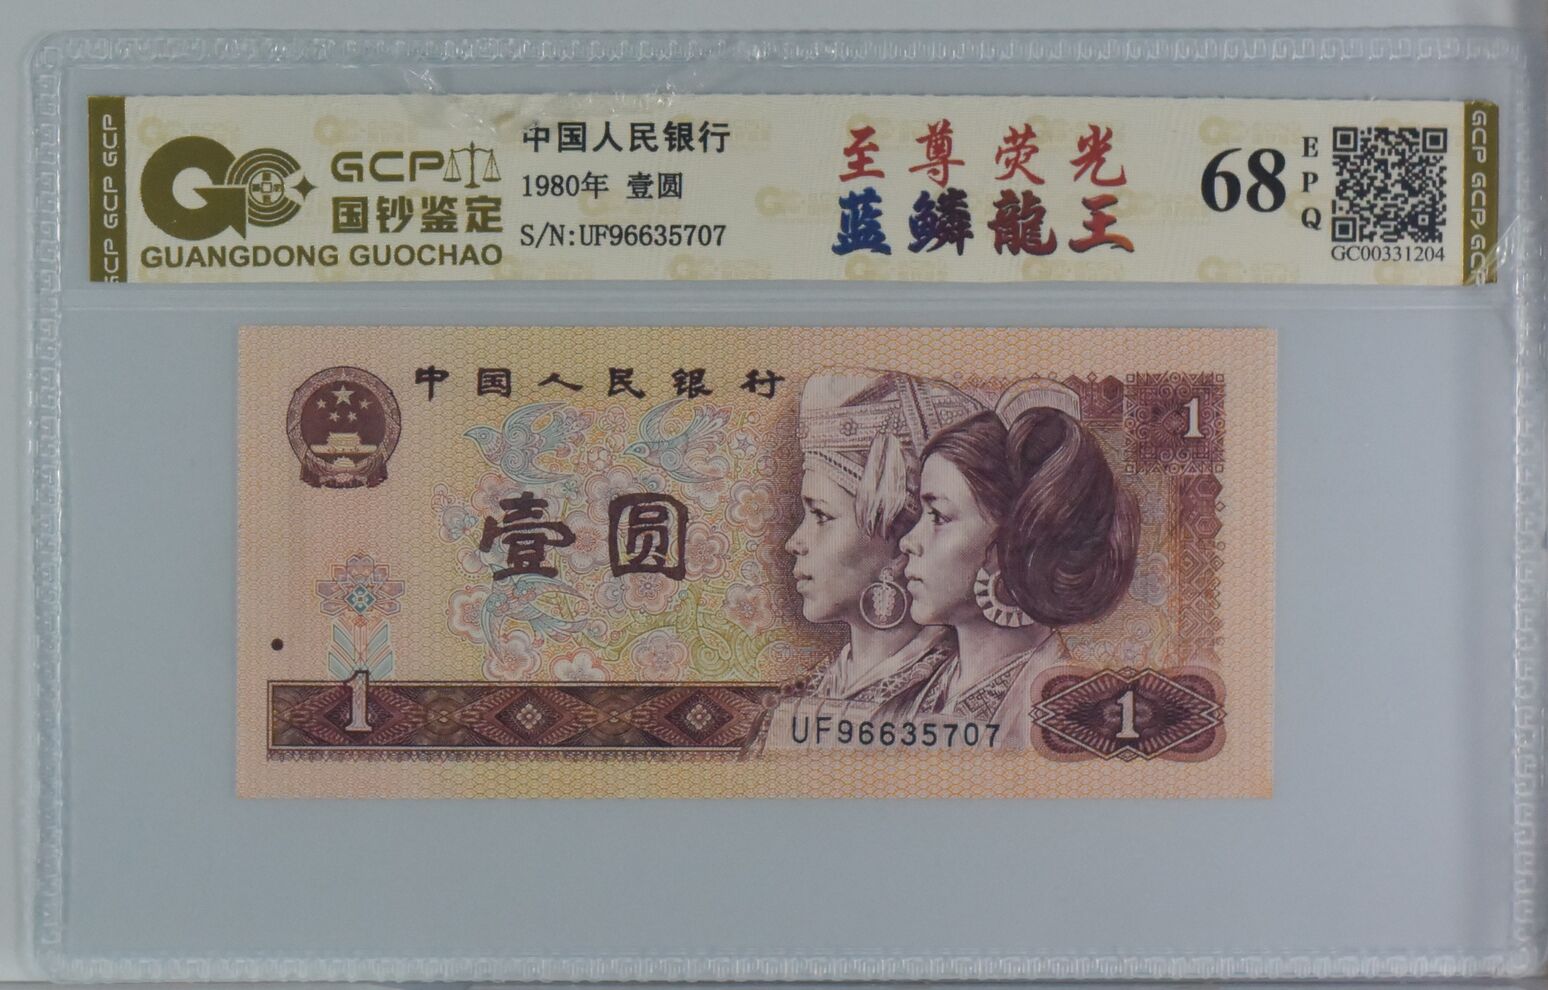 GCP GCP GCP
GCP
国钞鉴定
GUANGDONG GUOCHAO
中国人民银行
1980年 壹圆
S/N:UF96635707
至尊荧光
蓝鳞龍王
68
EPQ
GC00331204
GCP GCP GCP
中国人民银行
1
壹圆
1
UF96635707
1